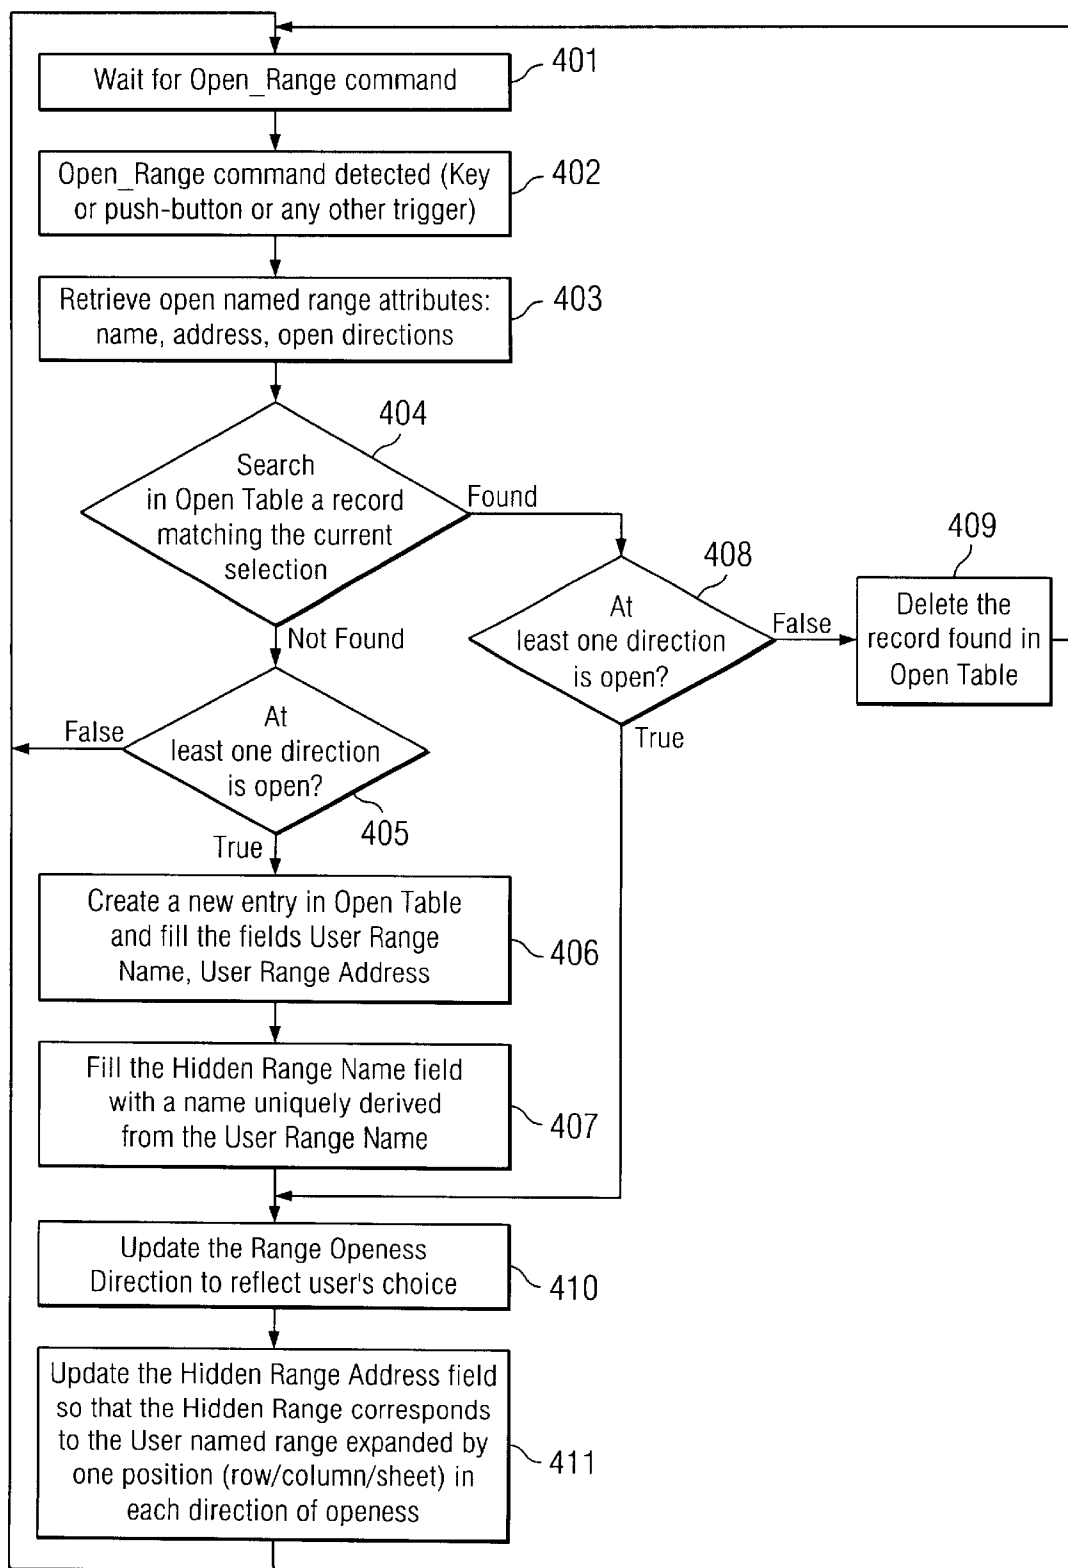 Wait for Open_Range command
401
Open_Range command detected (Key
or push-button or any other trigger)
402
Retrieve open named range attributes:
name, address, open directions
403
404
Search
in Open Table a record
matching the current
selection
Found
Not Found
408
At
least one direction
is open?
False
True
409
Delete the
record found in
Open Table
At
least one direction
is open?
False
405
True
Create a new entry in Open Table
and fill the fields User Range
Name, User Range Address
406
Fill the Hidden Range Name field
with a name uniquely derived
from the User Range Name
407
Update the Range Openess
Direction to reflect user's choice
410
Update the Hidden Range Address field
so that the Hidden Range corresponds
to the User named range expanded by
one position (row/column/sheet) in
each direction of openess
411